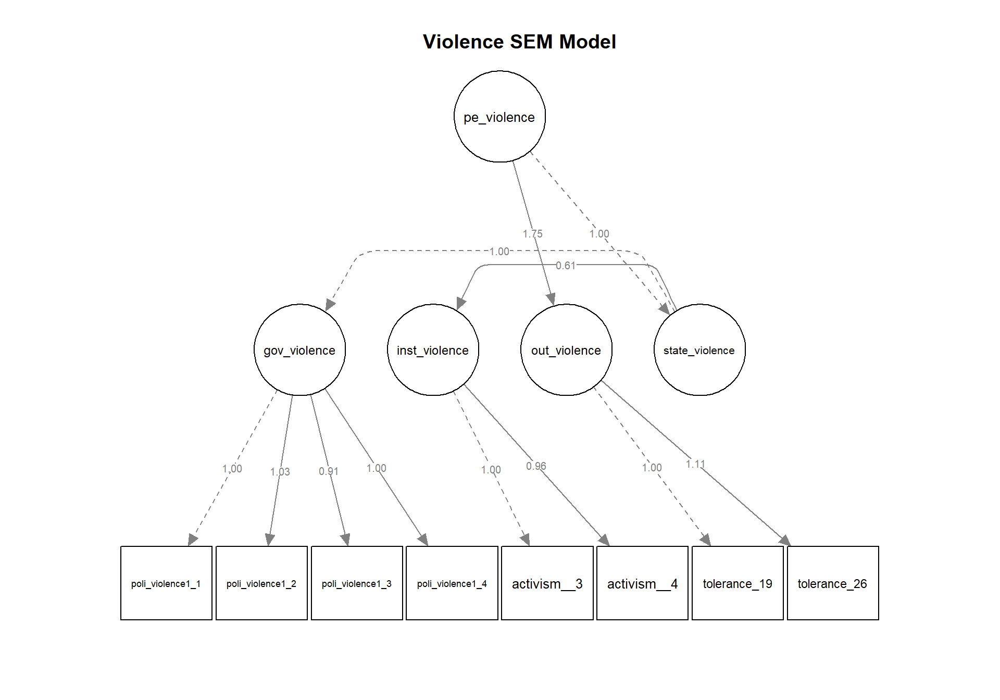 Violence SEM Model
pe_violence
1.75
1.00
1.00
0.61
gov_violence
inst_violence
out_violence
state_violence
1.00
1.03
0.91
1.00
1.00
0.96
1.00
1.11
poli_violence1_1
poli_violence1_2
poli_violence1_3
poli_violence1_4
activism__3
activism__4
tolerance_19
tolerance_26